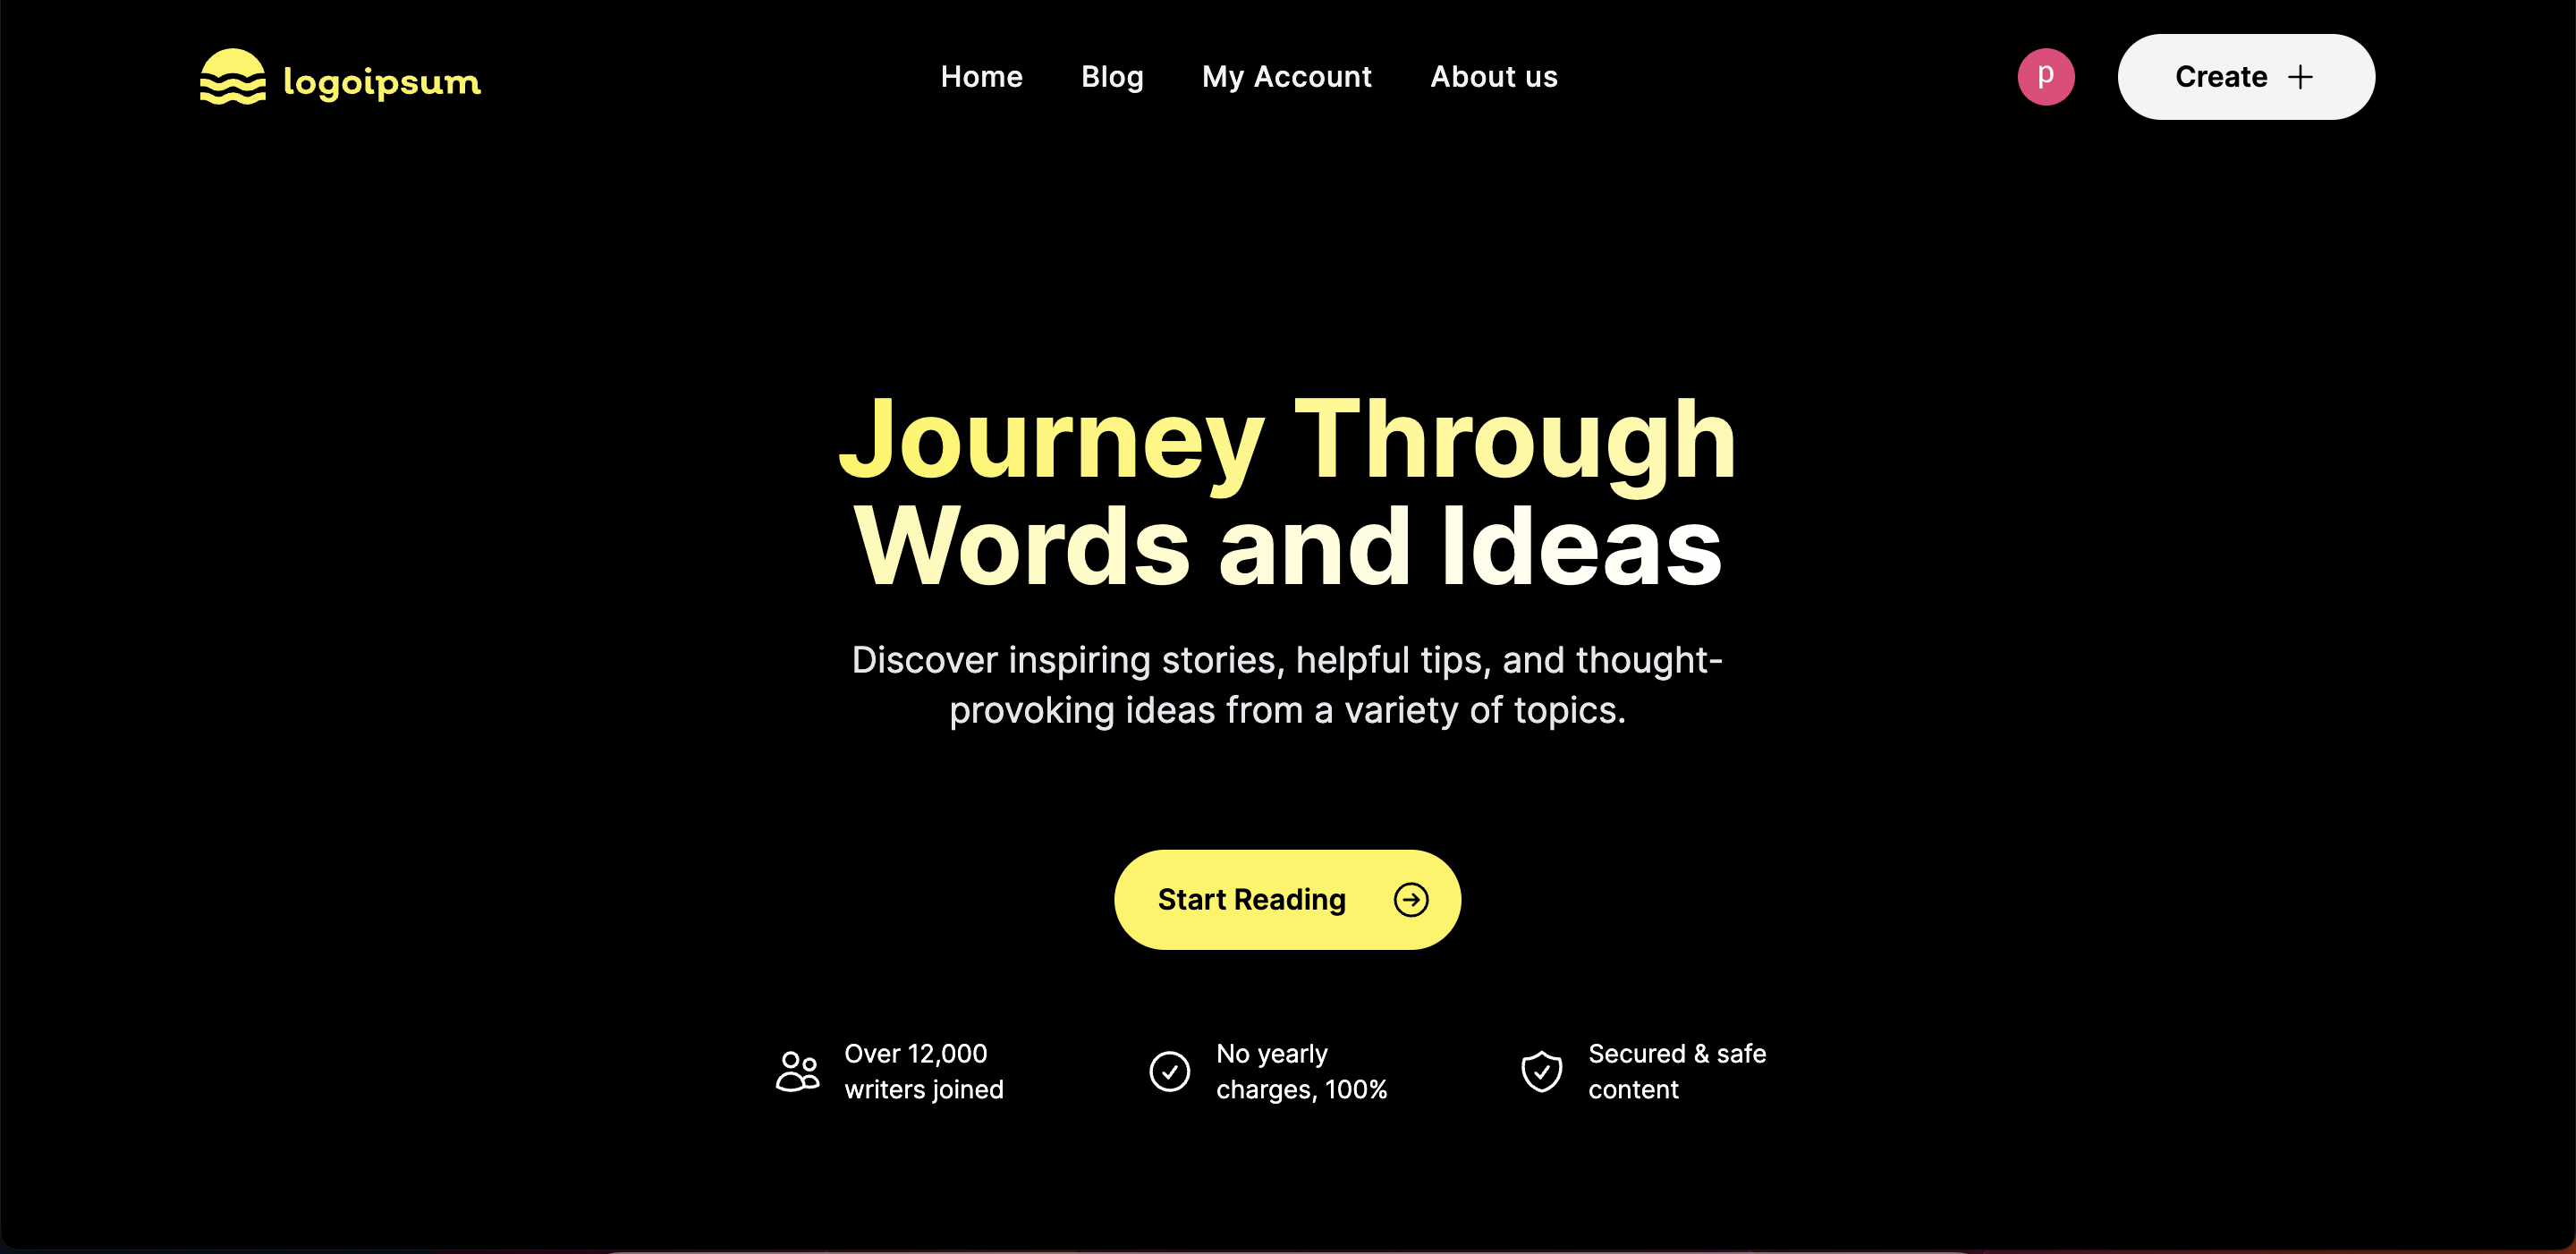 logoipsum
Home
Blog
My Account
About us
p
Create
Journey Through
Words and Ideas
Discover inspiring stories, helpful tips, and thought-
provoking ideas from a variety of topics.
Start Reading
Over 12,000
writers joined
No yearly
charges, 100%
Secured & safe
content